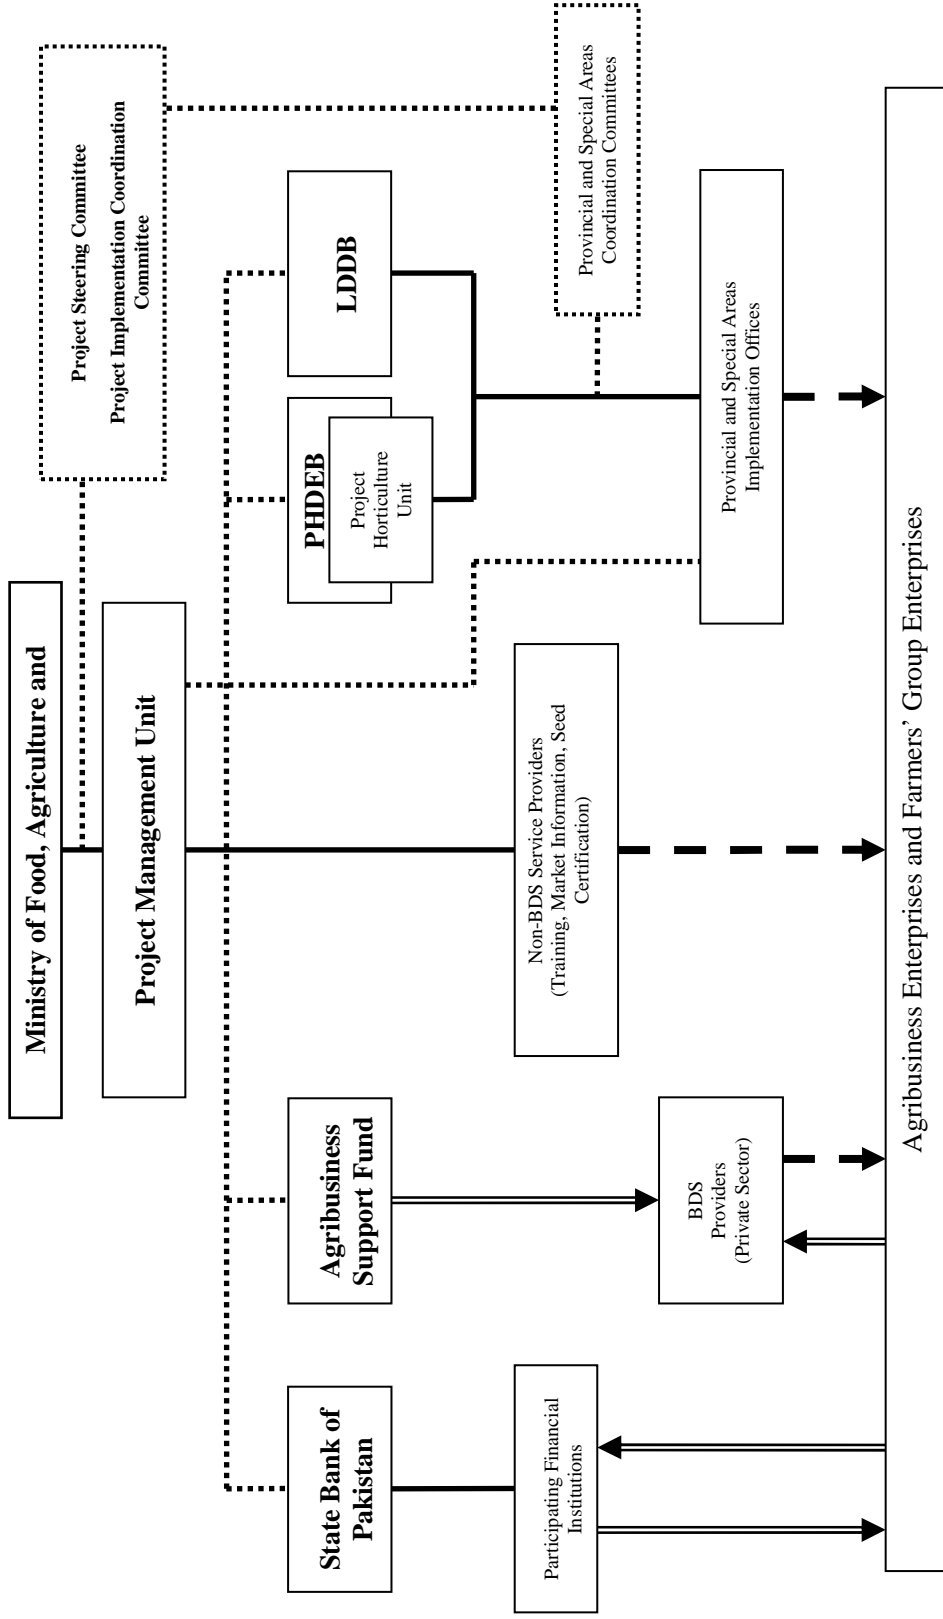 Ministry of Food, Agriculture and
Project Steering Committee
Project Implementation Coordination
Committee
Project Management Unit
State Bank of
Pakistan
Agribusiness
Support Fund
PHDEB
Project
Horticulture
Unit
LDDB
Participating Financial
Institutions
BDS
Providers
(Private Sector)
Non-BDS Service Providers
(Training, Market Information, Seed
Certification)
Provincial and Special Areas
Coordination Committees
Provincial and Special Areas
Implementation Offices
Agribusiness Enterprises and Farmers’ Group Enterprises